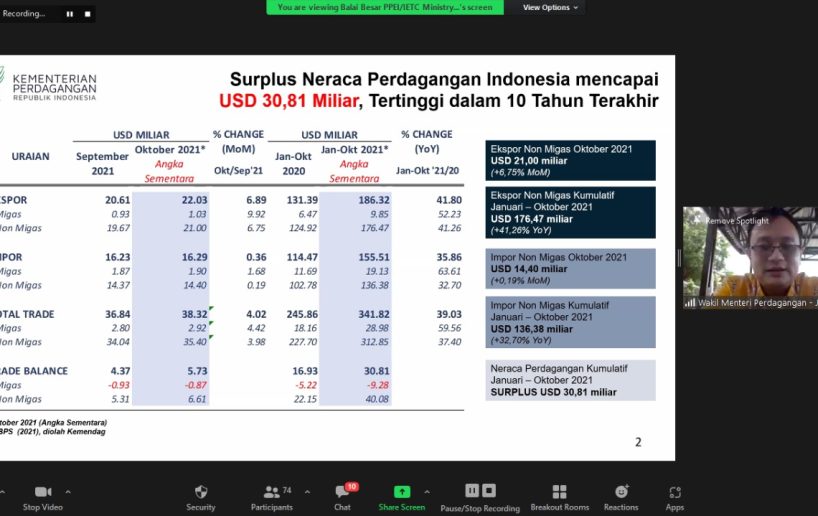 Recording...
You are viewing Balai Besar PPEI/IETC Ministry...'s screen
View Options
KEMENTERIAN
PERDAGANGAN
REPUBLIK INDONESIA
Surplus Neraca Perdagangan Indonesia mencapai
USD 30,81 Miliar, Tertinggi dalam 10 Tahun Terakhir
USD MILIAR % CHANGE USD MILIAR % CHANGE
URAIAN September Oktober 2021* (MoM) Jan-Okt Jan-Okt 2021* (YoY)
2021 Angka Sementara Okt/Sep'21 2020 Angka Sementara Jan-Okt '21/20
SPOR 20.61 22.03 6.89 131.39 186.32 41.80
Migas 0.93 1.03 9.92 6.47 9.85 52.23
Non Migas 19.67 21.00 6.75 124.92 176.47 41.26
MPOR 16.23 16.29 0.36 114.47 155.51 35.86
Migas 1.87 1.90 1.68 11.69 19.13 63.61
Non Migas 14.37 14.40 0.19 102.78 136.38 32.70
OTAL TRADE 36.84 38.32 4.02 245.86 341.82 39.03
Migas 2.80 2.92 4.42 18.16 28.98 59.56
Non Migas 34.04 35.40 3.98 227.70 312.85 37.40
ADE BALANCE 4.37 5.73 16.93 30.81
Migas -0.93 -0.87 -5.22 -9.28
Non Migas 5.31 6.61 22.15 40.08
tober 2021 (Angka Sementara)
BPS (2021), diolah Kemendag
Ekspor Non Migas Oktober 2021
USD 21,00 miliar
(+6,75% MoM)
Ekspor Non Migas Kumulatif
Januari – Oktober 2021
USD 176,47 miliar
(+41,26% YoY)
Impor Non Migas Oktober 2021
USD 14,40 miliar
(+0,19% MoM)
Impor Non Migas Kumulatif
Januari – Oktober 2021
USD 136,38 miliar
(+32,70% YoY)
Neraca Perdagangan Kumulatif
Januari – Oktober 2021
SURPLUS USD 30,81 miliar
2
Remove Spotlight
Wakil Menteri Perdagangan - J
Stop Video
Security
Participants 74
Chat 10
Share Screen
Pause/Stop Recording
Breakout Rooms
Reactions
Apps